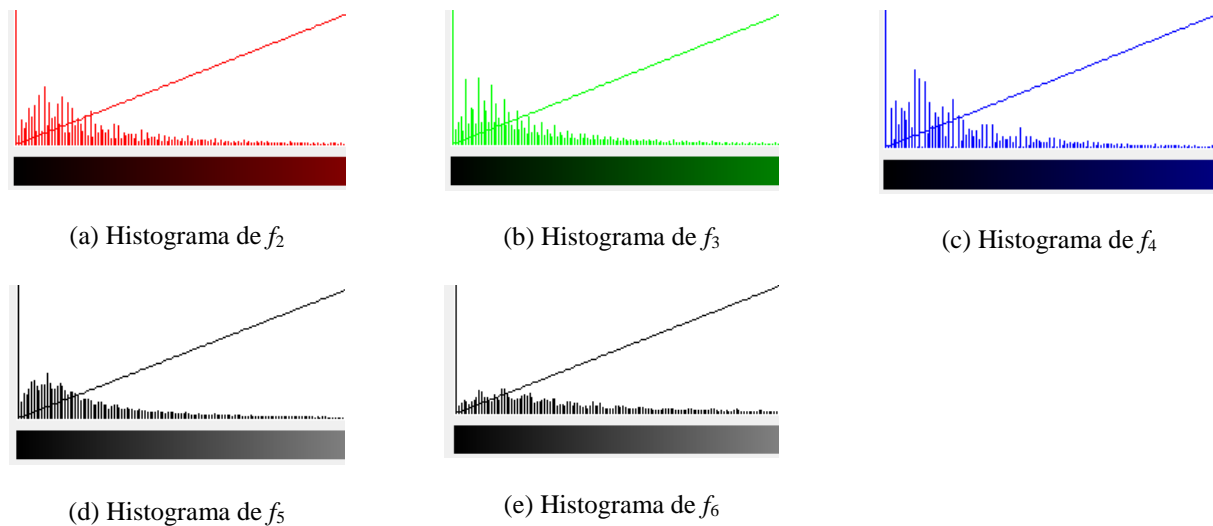 (a) Histograma de f2
(b) Histograma de f3
(c) Histograma de f4
(d) Histograma de f5
(e) Histograma de f6